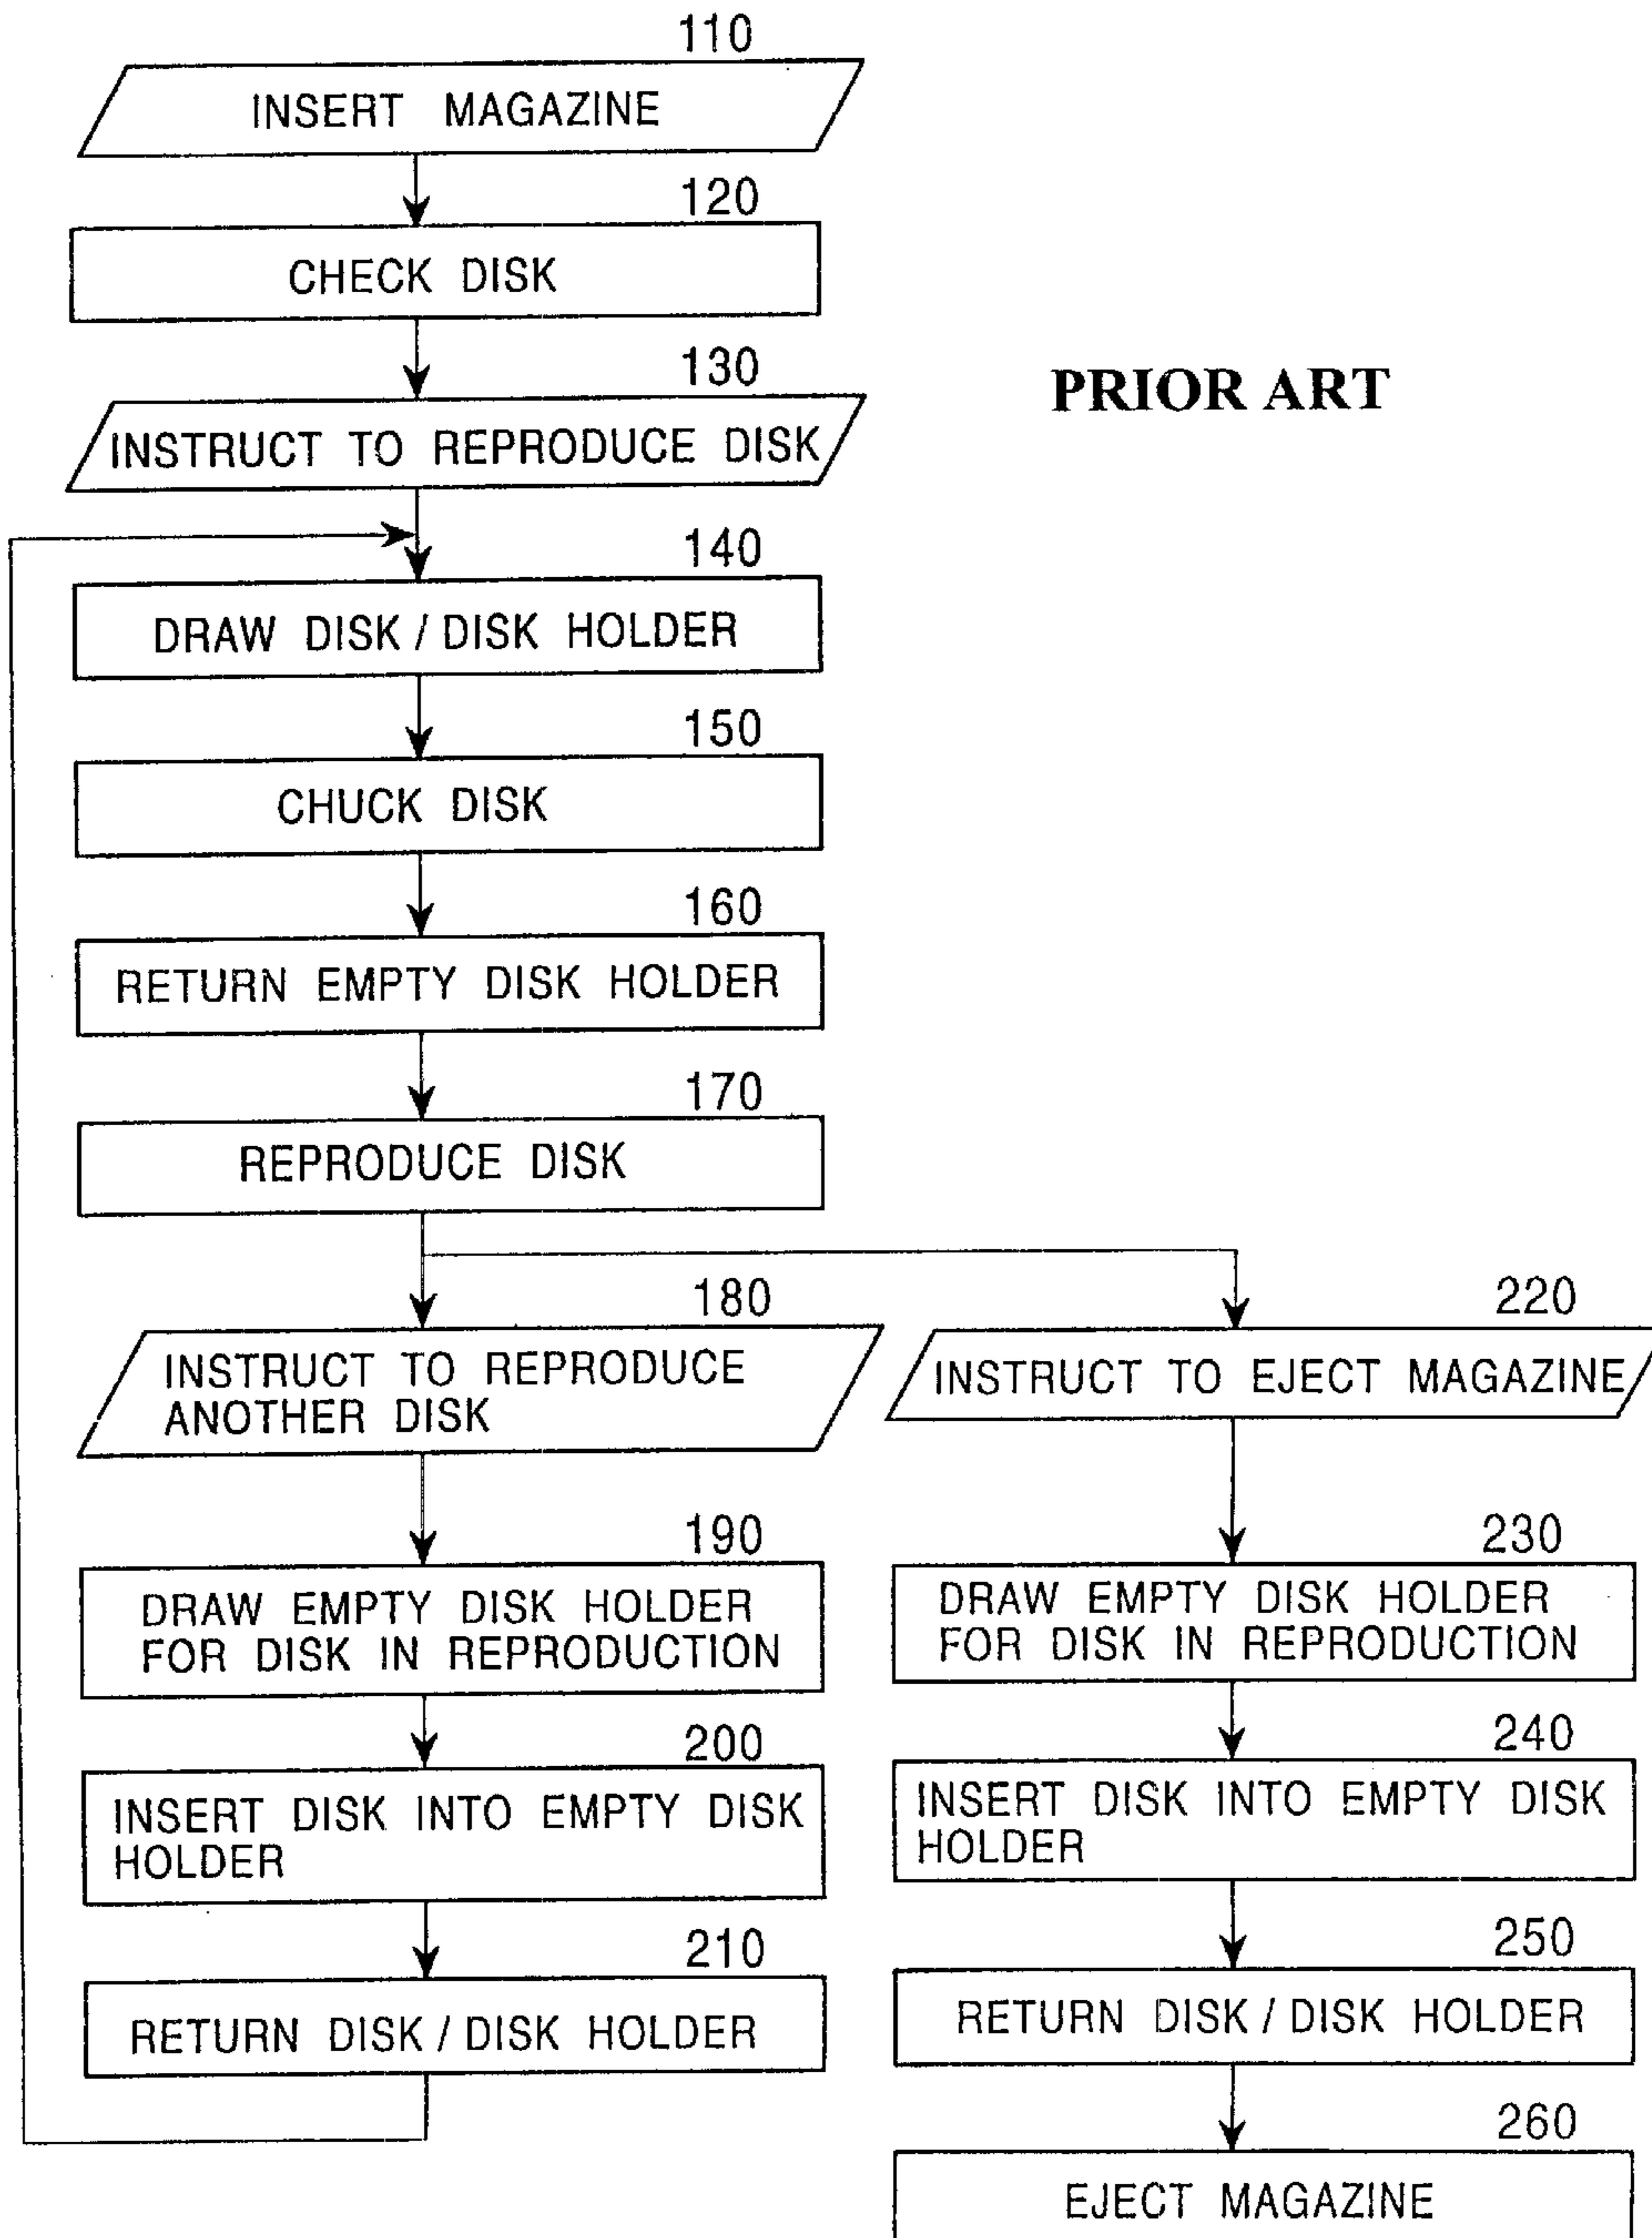 110
INSERT MAGAZINE
120
CHECK DISK
130
INSTRUCT TO REPRODUCE DISK
PRIOR ART
140
DRAW DISK / DISK HOLDER
150
CHUCK DISK
160
RETURN EMPTY DISK HOLDER
170
REPRODUCE DISK
180
INSTRUCT TO REPRODUCE
ANOTHER DISK
190
DRAW EMPTY DISK HOLDER
FOR DISK IN REPRODUCTION
200
INSERT DISK INTO EMPTY DISK
HOLDER
210
RETURN DISK / DISK HOLDER
220
INSTRUCT TO EJECT MAGAZINE
230
DRAW EMPTY DISK HOLDER
FOR DISK IN REPRODUCTION
240
INSERT DISK INTO EMPTY DISK
HOLDER
250
RETURN DISK / DISK HOLDER
260
EJECT MAGAZINE